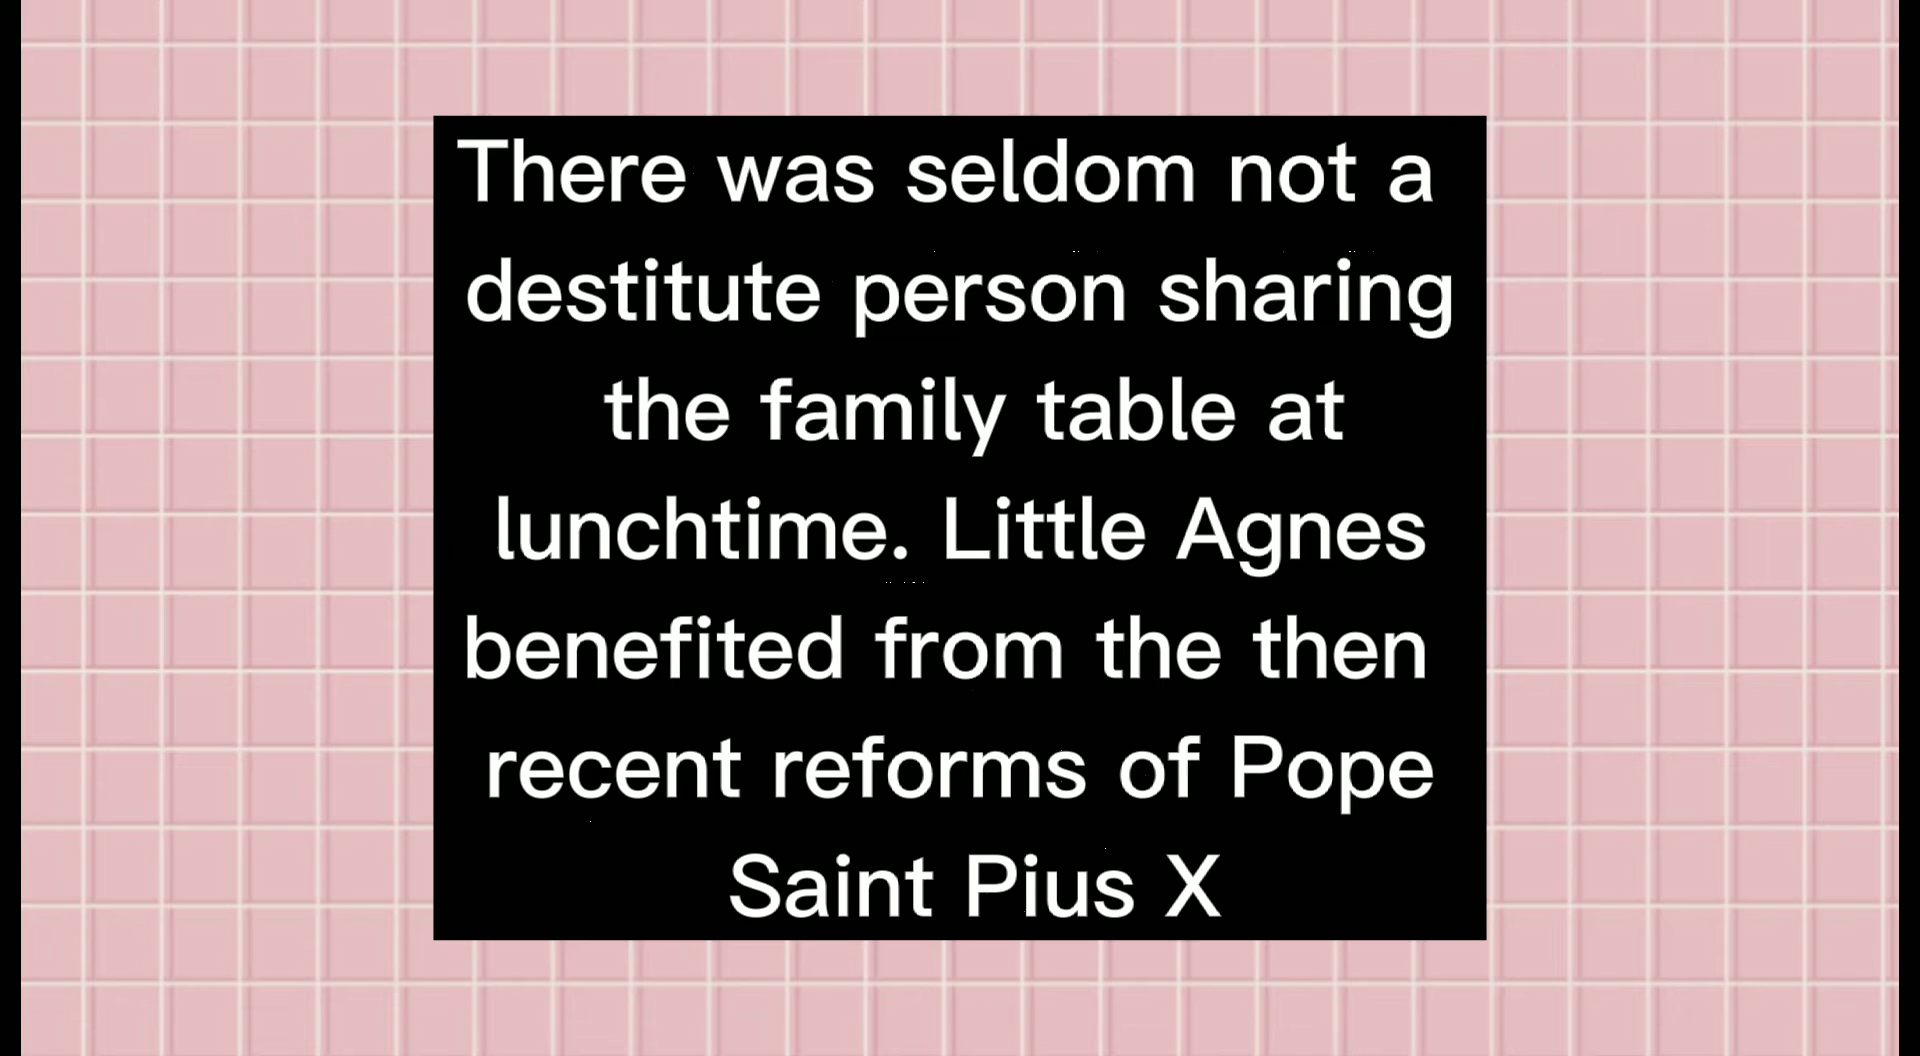 There was seldom not a
destitute person sharing
the family table at
lunchtime. Little Agnes
benefited from the then
recent reforms of Pope
Saint Pius X